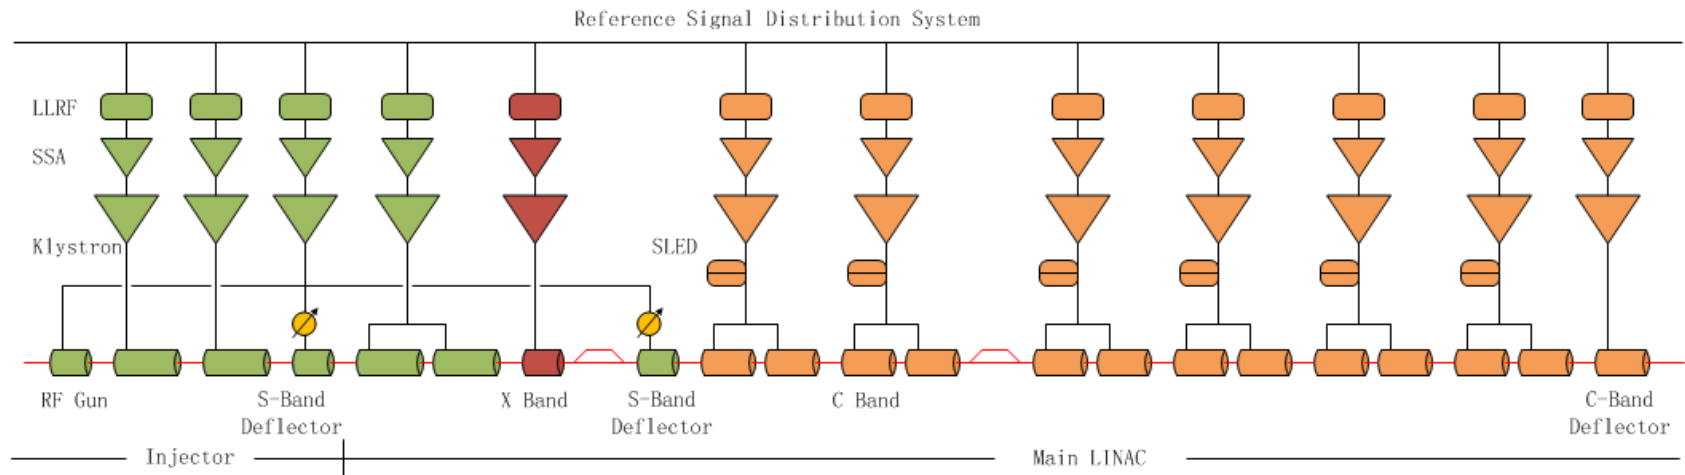 Reference Signal Distribution System
LLRF
SSA
Klystron
SLED
RF Gun
S-Band
Deflector
X Band
S-Band
Deflector
C Band
C-Band
Deflector
Injector
Main LINAC